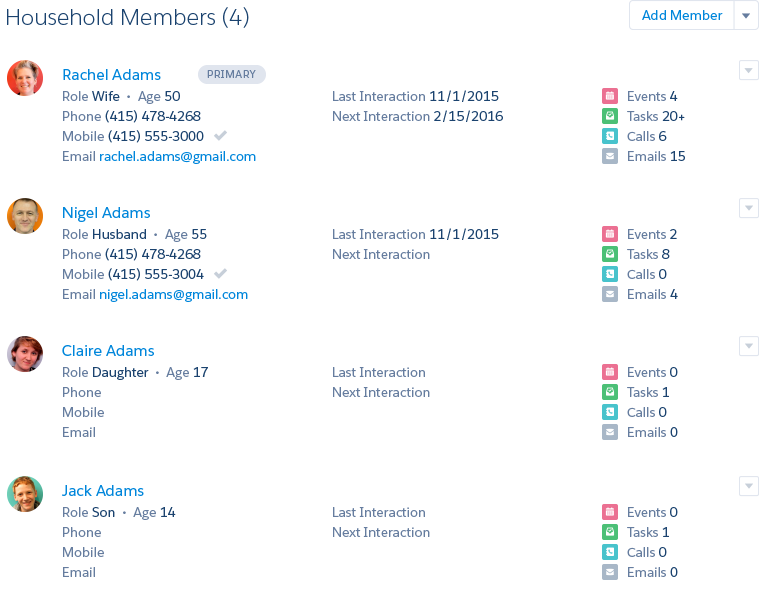 Household Members (4)
Add Member
Rachel Adams PRIMARY
Role Wife • Age 50
Phone (415) 478-4268
Mobile (415) 555-3000
Email rachel.adams@gmail.com
Last Interaction 11/1/2015
Next Interaction 2/15/2016
Events 4
Tasks 20+
Calls 6
Emails 15
Nigel Adams
Role Husband • Age 55
Phone (415) 478-4268
Mobile (415) 555-3004
Email nigel.adams@gmail.com
Last Interaction 11/1/2015
Next Interaction
Events 2
Tasks 8
Calls 0
Emails 4
Claire Adams
Role Daughter • Age 17
Phone
Mobile
Email
Last Interaction
Next Interaction
Events 0
Tasks 1
Calls 0
Emails 0
Jack Adams
Role Son • Age 14
Phone
Mobile
Email
Last Interaction
Next Interaction
Events 0
Tasks 1
Calls 0
Emails 0